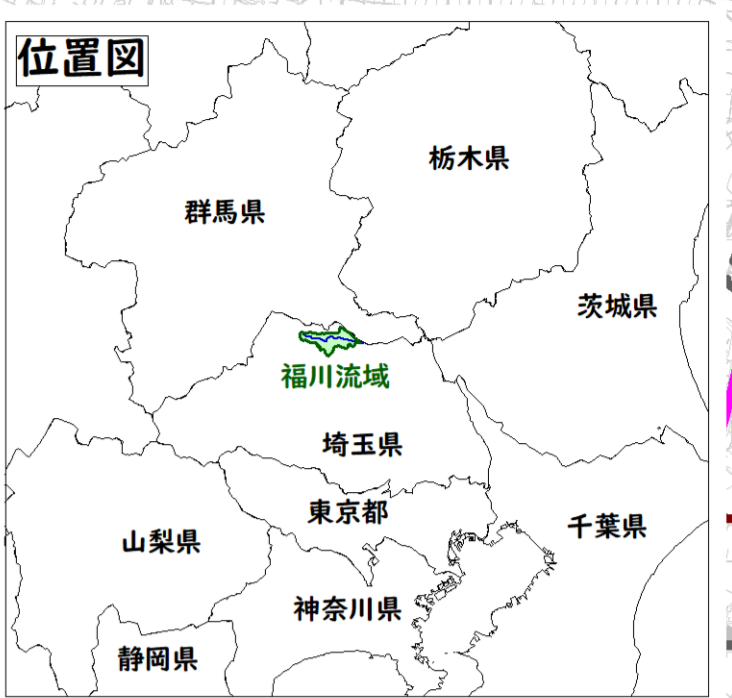 位置図
栃木県
群馬県
茨城県
福川流域
埼玉県
東京都
千葉県
山梨県
神奈川県
静岡県